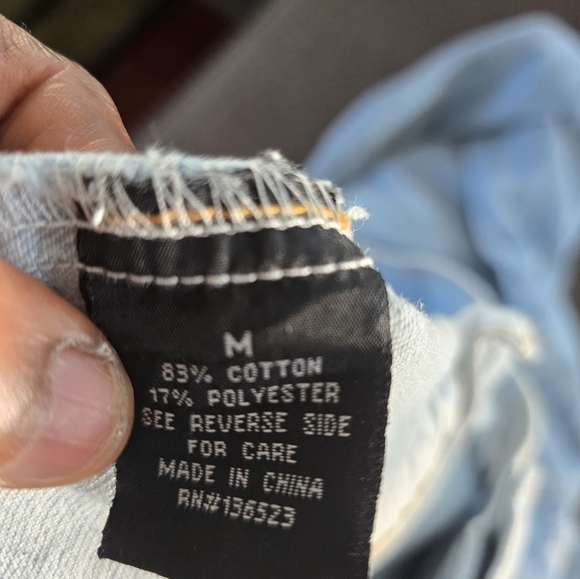 M
83% COTTON
17% POLYESTER
SEE REVERSE SIDE
FOR CARE
MADE IN CHINA
RN#136523